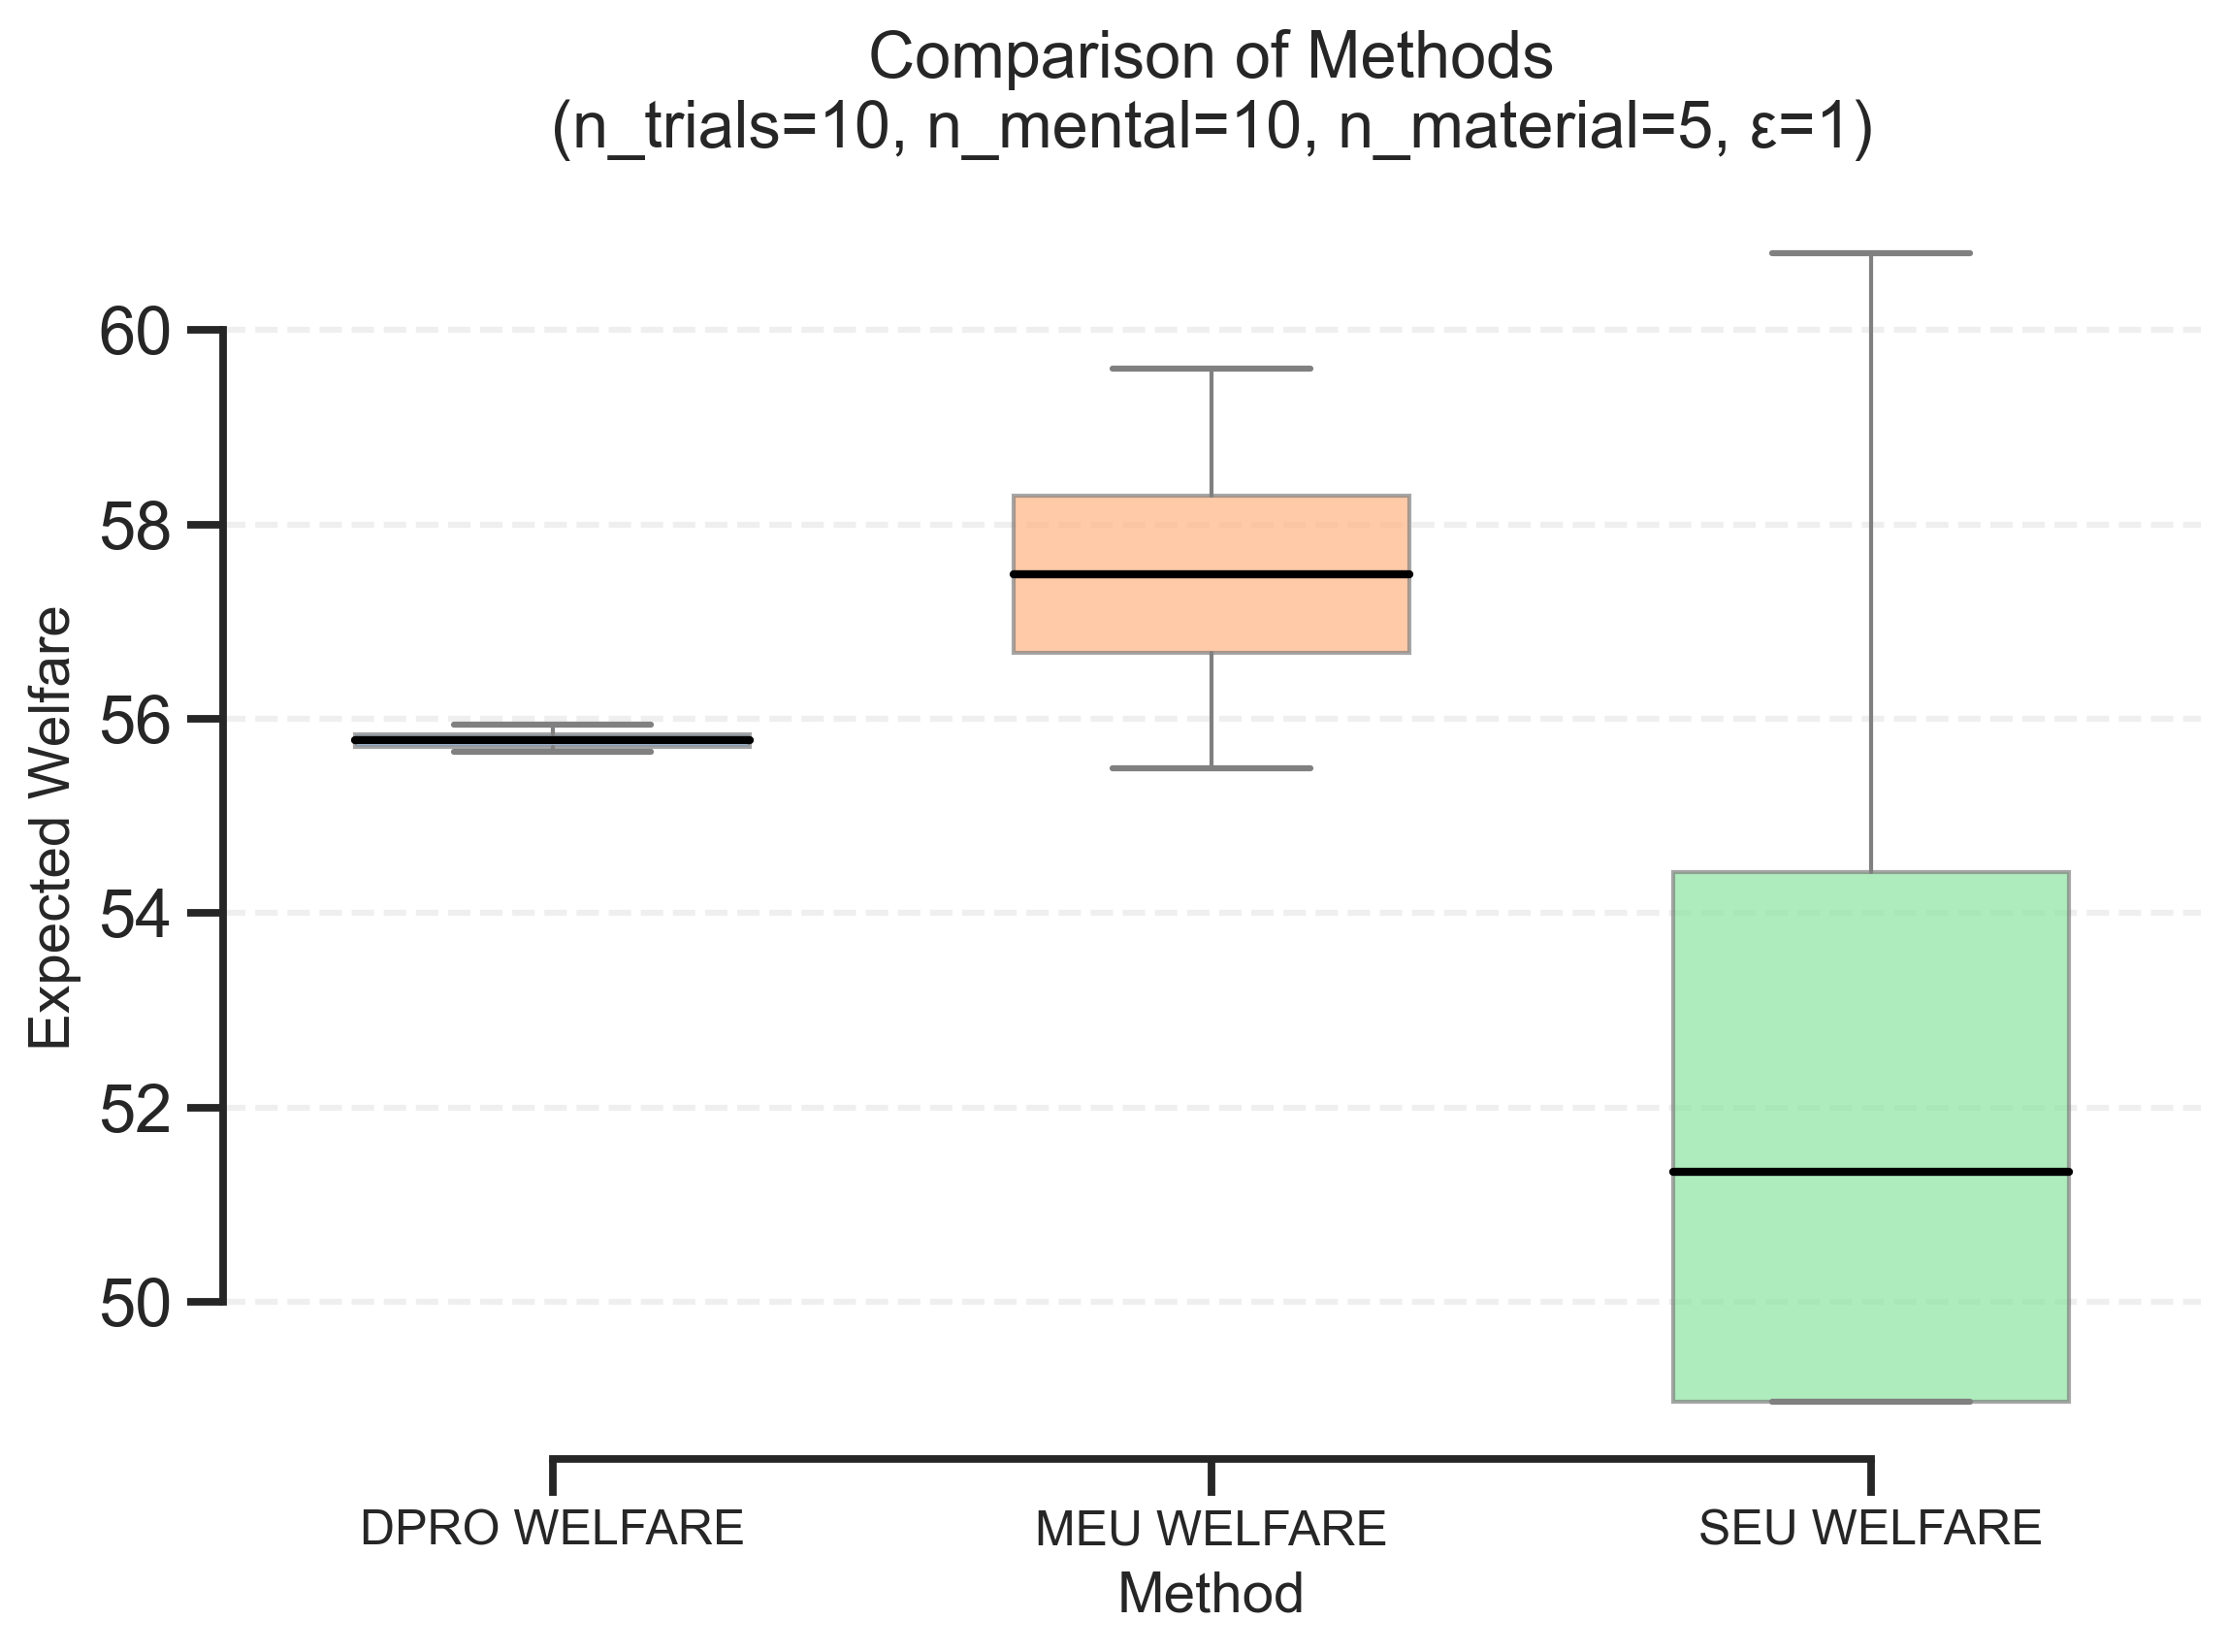 Comparison of Methods
(n_trials=10, n_mental=10, n_material=5, ε=1)
Expected Welfare
60
58
56
54
52
50
DPRO WELFARE
MEU WELFARE
SEU WELFARE
Method